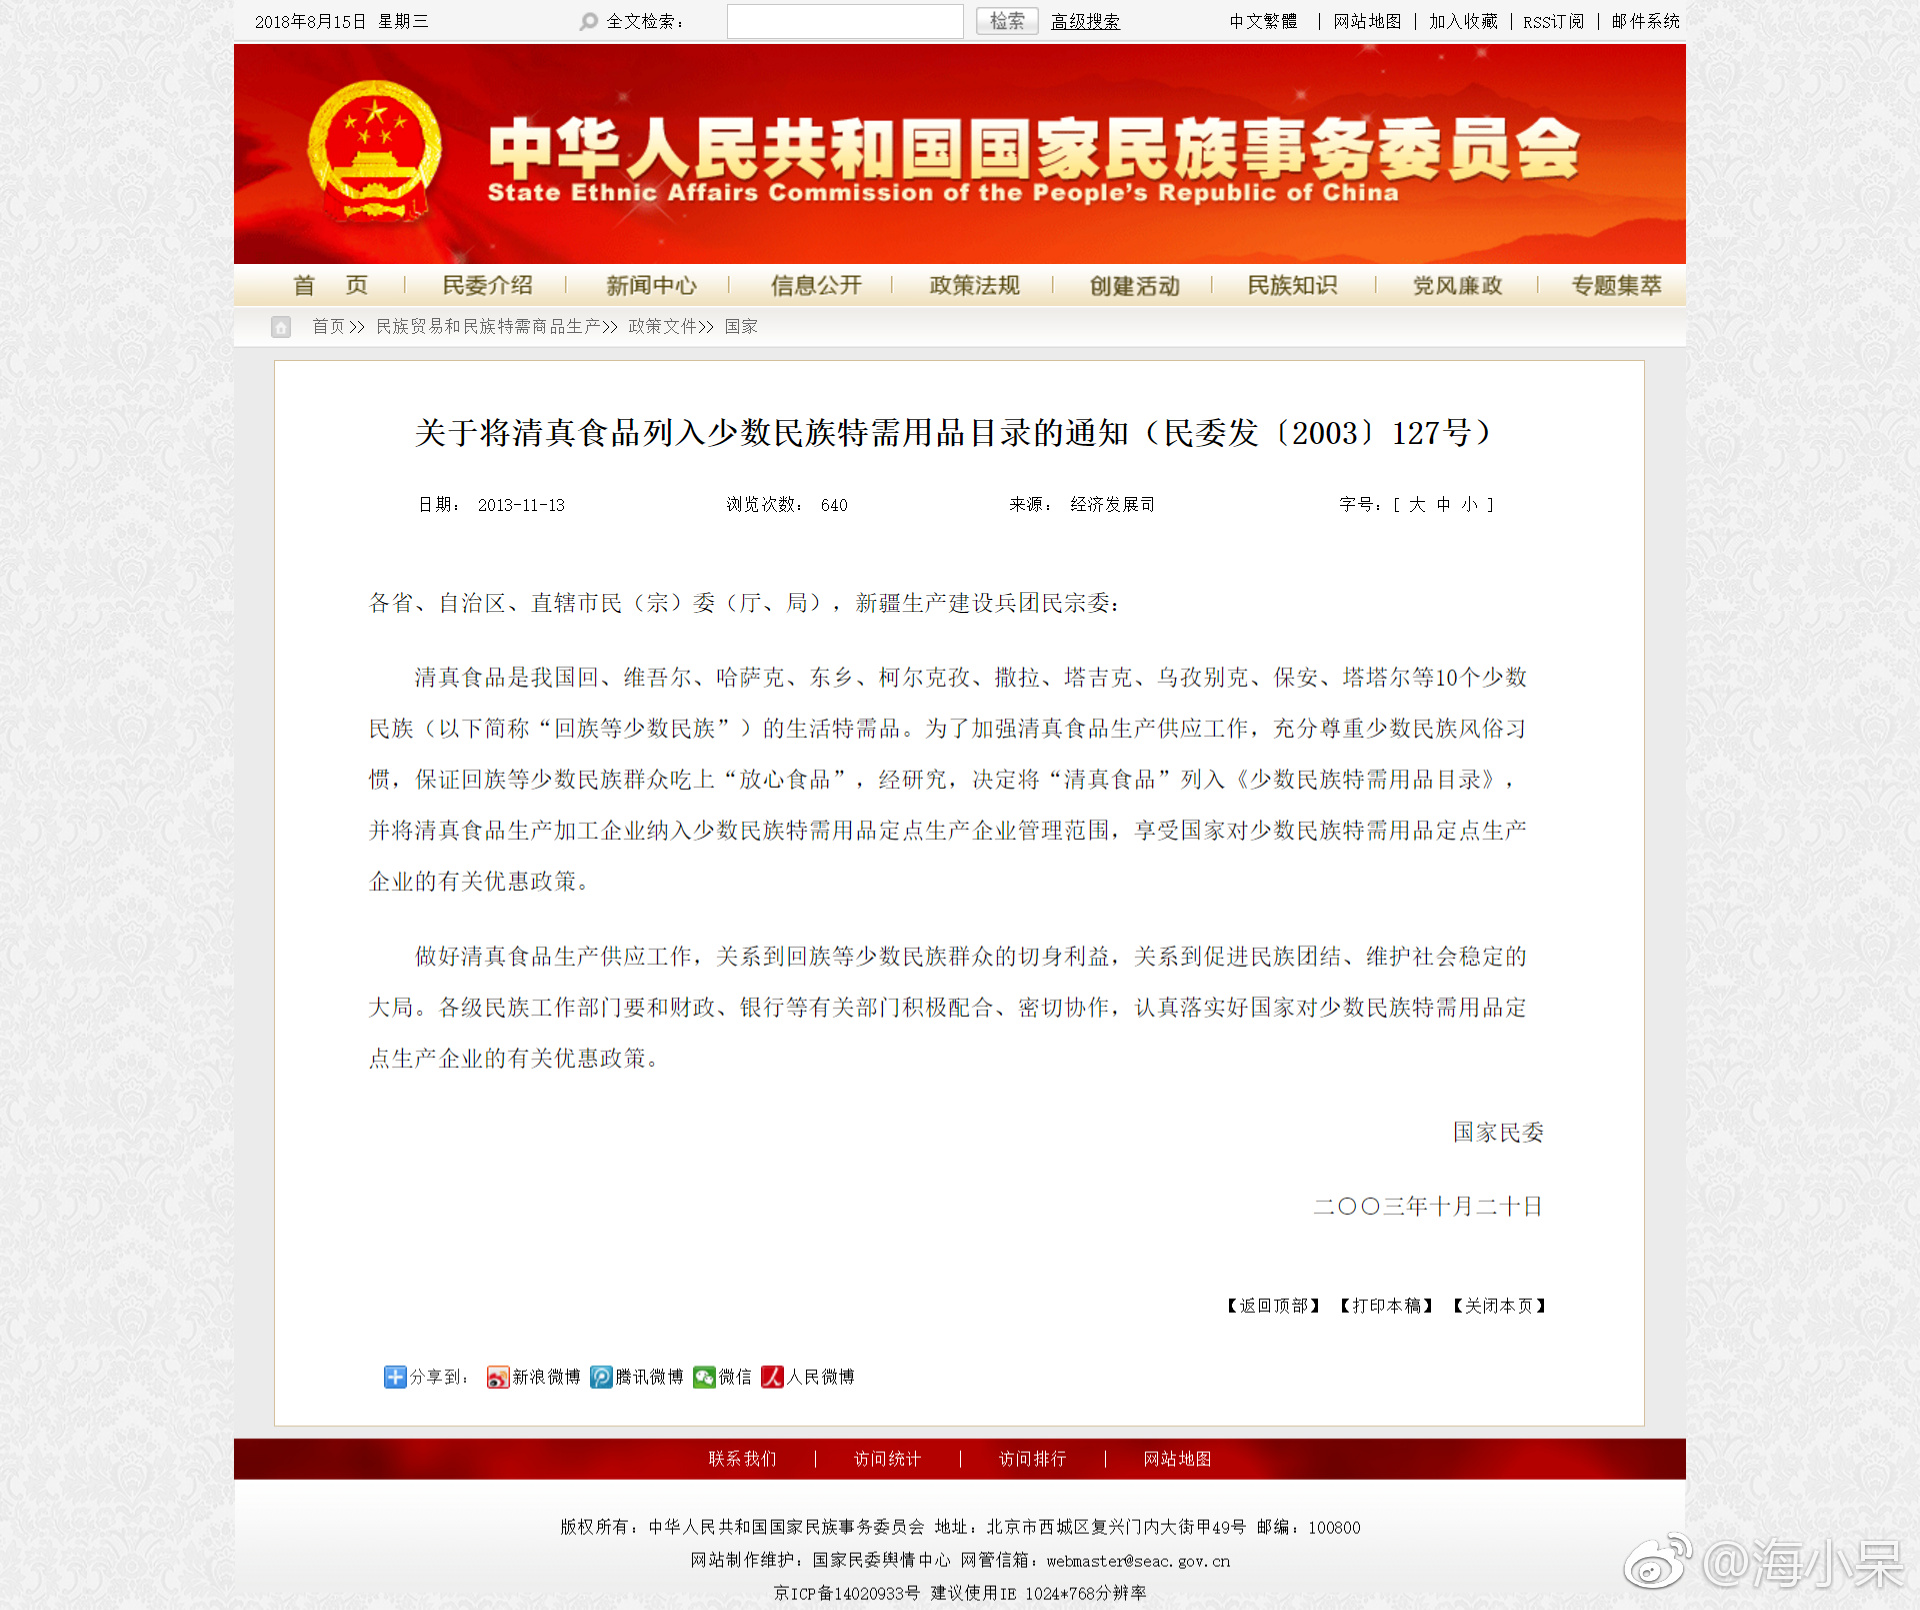 2018年8月15日 星期三 全文检索： 检索 高级搜索 中文繁體 | 网站地图 | 加入收藏 | RSS订阅 | 邮件系统
中华人民共和国国家民族事务委员会
State Ethnic Affairs Commission of the People's Republic of China
首 页 | 民委介绍 | 新闻中心 | 信息公开 | 政策法规 | 创建活动 | 民族知识 | 党风廉政 | 专题集萃
首页>> 民族贸易和民族特需商品生产>> 政策文件>> 国家
关于将清真食品列入少数民族特需用品目录的通知（民委发〔2003〕127号）
日期： 2013-11-13 浏览次数： 640 来源： 经济发展司 字号：[ 大 中 小 ]
各省、自治区、直辖市民（宗）委（厅、局），新疆生产建设兵团民宗委：
清真食品是我国回、维吾尔、哈萨克、东乡、柯尔克孜、撒拉、塔吉克、乌孜别克、保安、塔塔尔等10个少数
民族（以下简称“回族等少数民族”）的生活特需品。为了加强清真食品生产供应工作，充分尊重少数民族风俗习
惯，保证回族等少数民族群众吃上“放心食品”，经研究，决定将“清真食品”列入《少数民族特需用品目录》，
并将清真食品生产加工企业纳入少数民族特需用品定点生产企业管理范围，享受国家对少数民族特需用品定点生产
企业的有关优惠政策。
做好清真食品生产供应工作，关系到回族等少数民族群众的切身利益，关系到促进民族团结、维护社会稳定的
大局。各级民族工作部门要和财政、银行等有关部门积极配合、密切协作，认真落实好国家对少数民族特需用品定
点生产企业的有关优惠政策。
国家民委
二〇〇三年十月二十日
【返回顶部】 【打印本稿】 【关闭本页】
分享到： 新浪微博 腾讯微博 微信 人民微博
联系我们 | 访问统计 | 访问排行 | 网站地图
版权所有：中华人民共和国国家民族事务委员会 地址：北京市西城区复兴门内大街甲49号 邮编：100800
网站制作维护：国家民委舆情中心 网管信箱：webmaster@seac.gov.cn
京ICP备14020933号 建议使用IE 1024*768分辨率
@海小呆